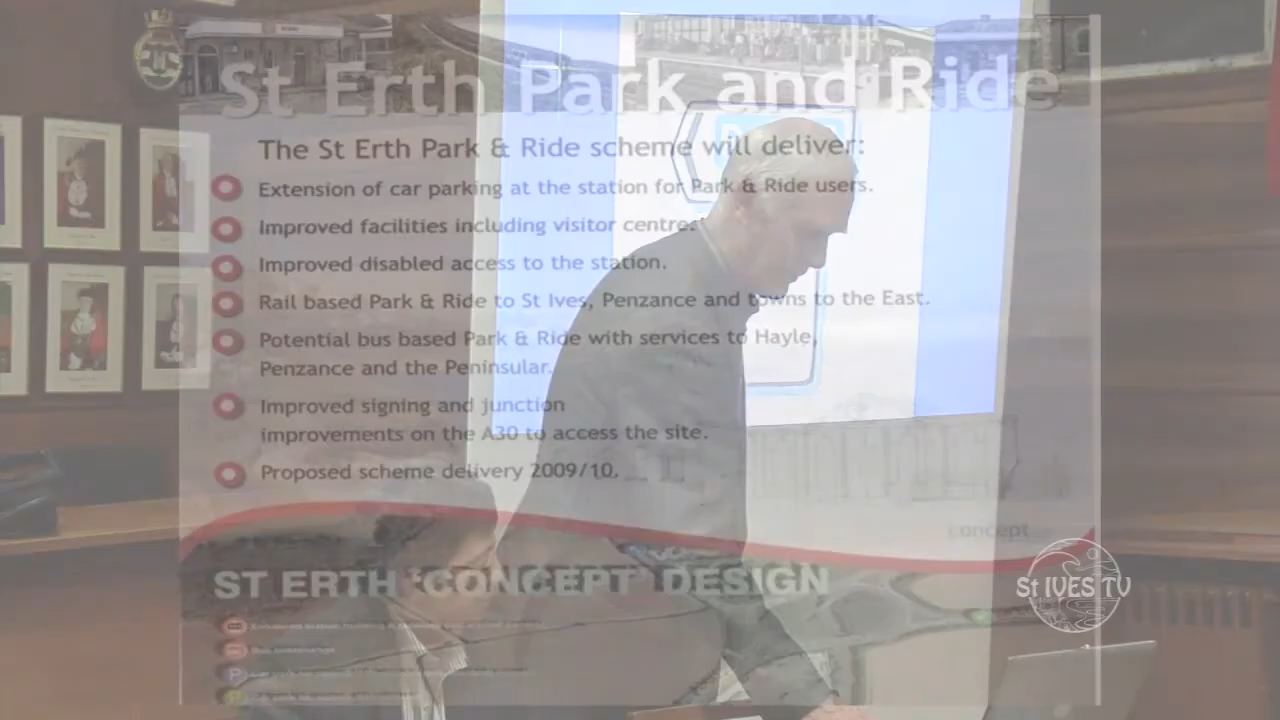 St Erth Park and Ride
The St Erth Park & Ride scheme will deliver:
Extension of car parking at the station for Park & Ride users.
Improved facilities including visitor centre.
Improved disabled access to the station.
Rail based Park & Ride to St Ives, Penzance and towns to the East.
Potential bus based Park & Ride with services to Hayle,
Penzance and the Peninsular.
Improved signing and junction
improvements on the A30 to access the site.
Proposed scheme delivery 2009/10.
concept
ST ERTH 'CONCEPT' DESIGN
St IVES TV